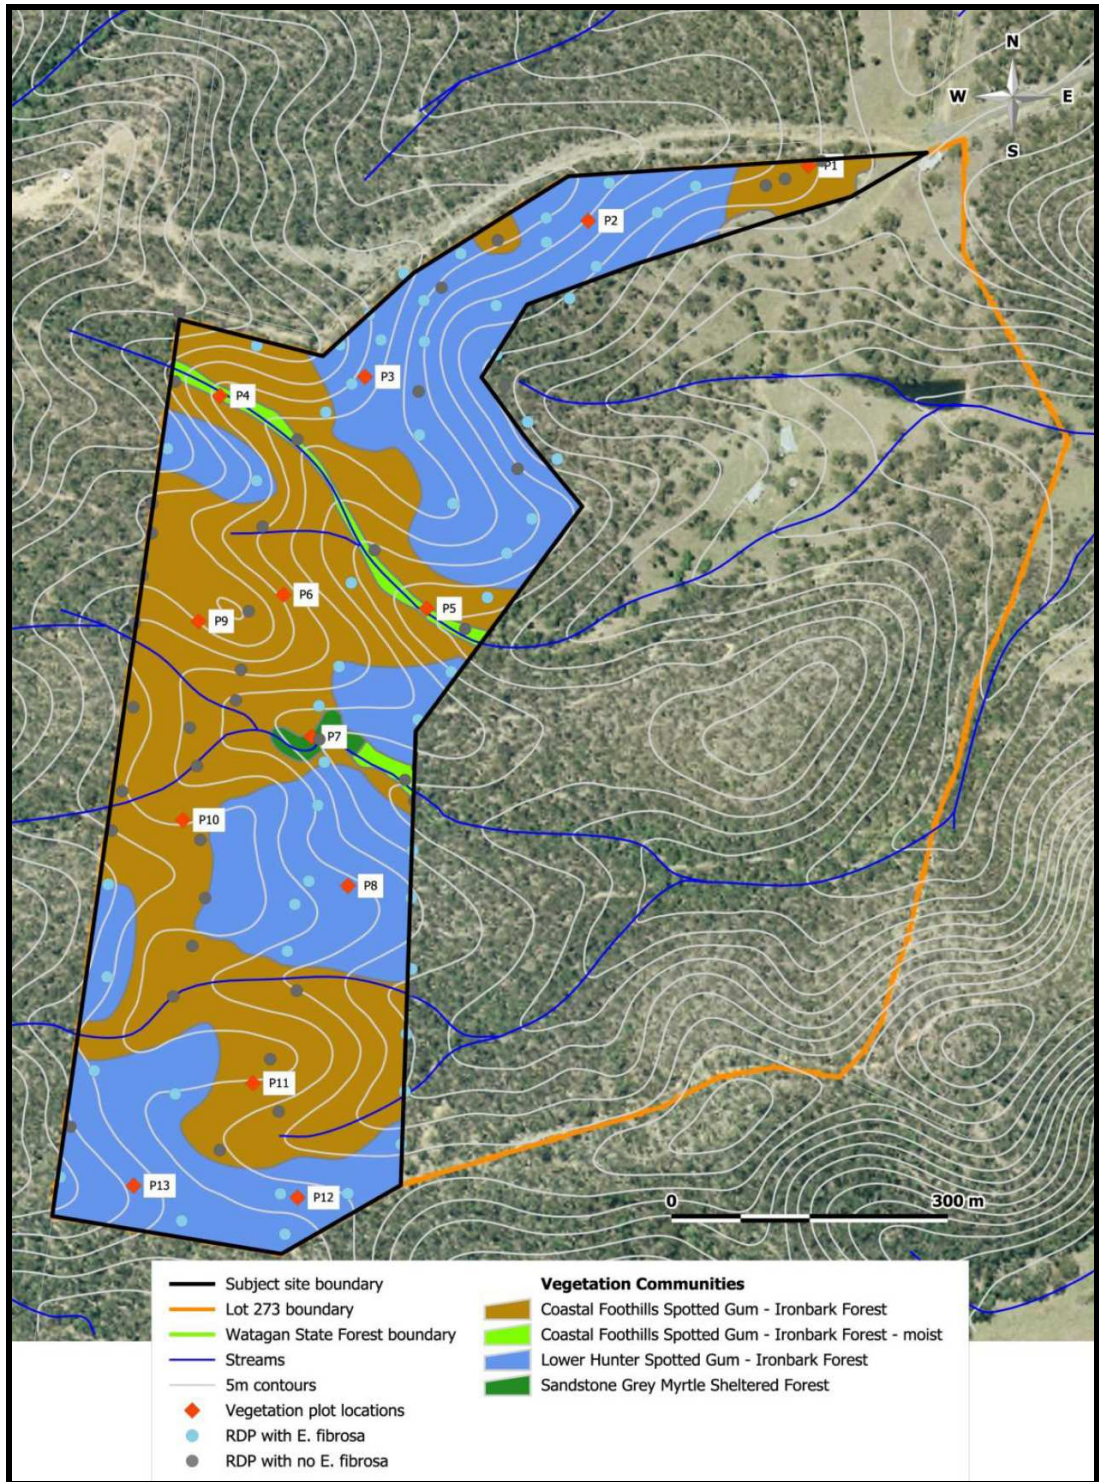 N
W E
S
P1
P2
P3
P4
P5
P6
P9
P7
P10
P8
P11
P13
P12
0 300 m
Subject site boundary
Lot 273 boundary
Watagan State Forest boundary
Streams
5m contours
Vegetation plot locations
RDP with E. fibrosa
RDP with no E. fibrosa
Vegetation Communities
Coastal Foothills Spotted Gum - Ironbark Forest
Coastal Foothills Spotted Gum - Ironbark Forest - moist
Lower Hunter Spotted Gum - Ironbark Forest
Sandstone Grey Myrtle Sheltered Forest